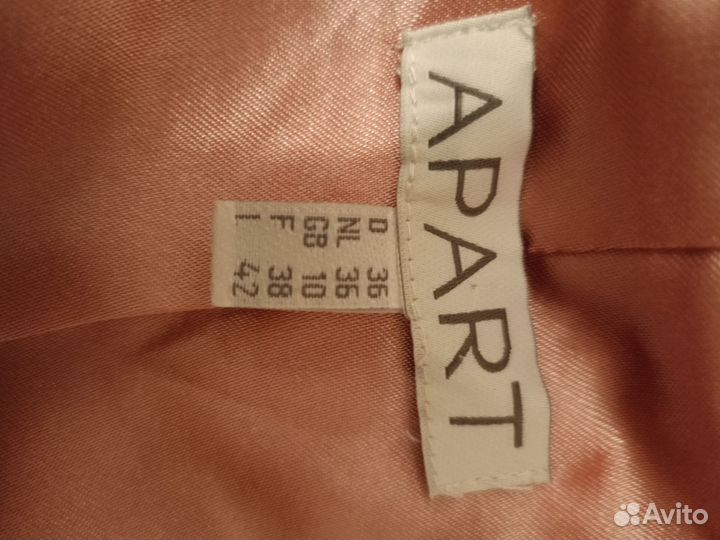 APART
D 36
NL 36
GB 10
F 38
I 42
Avito